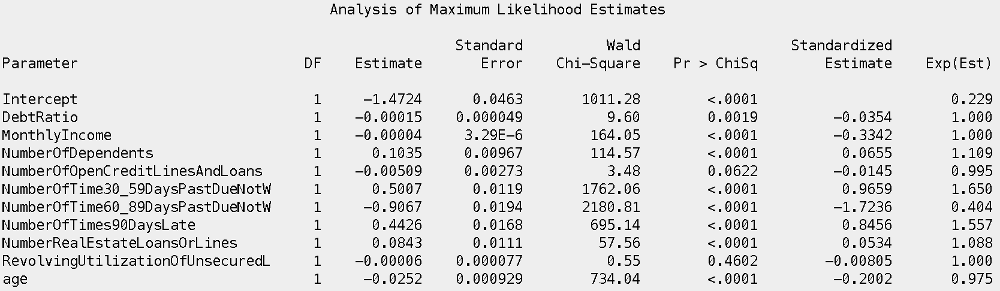 Analysis of Maximum Likelihood Estimates
Standard Wald Standardized
Parameter DF Estimate Error Chi-Square Pr > ChiSq Estimate Exp(Est)
Intercept 1 -1.4724 0.0463 1011.28 <.0001 0.229
DebtRatio 1 -0.00015 0.000049 9.60 0.0019 -0.0354 1.000
MonthlyIncome 1 -0.00004 3.29E-6 164.05 <.0001 -0.3342 1.000
NumberOfDependents 1 0.1035 0.00967 114.57 <.0001 0.0655 1.109
NumberOfOpenCreditLinesAndLoans 1 -0.00509 0.00273 3.48 0.0622 -0.0145 0.995
NumberOfTime30_59DaysPastDueNotW 1 0.5007 0.0119 1762.06 <.0001 0.9659 1.650
NumberOfTime60_89DaysPastDueNotW 1 -0.9067 0.0194 2180.81 <.0001 -1.7236 0.404
NumberOfTimes90DaysLate 1 0.4426 0.0168 695.14 <.0001 0.8456 1.557
NumberRealEstateLoansOrLines 1 0.0843 0.0111 57.56 <.0001 0.0534 1.088
RevolvingUtilizationOfUnsecuredL 1 -0.00006 0.000077 0.55 0.4602 -0.00805 1.000
age 1 -0.0252 0.000929 734.04 <.0001 -0.2002 0.975